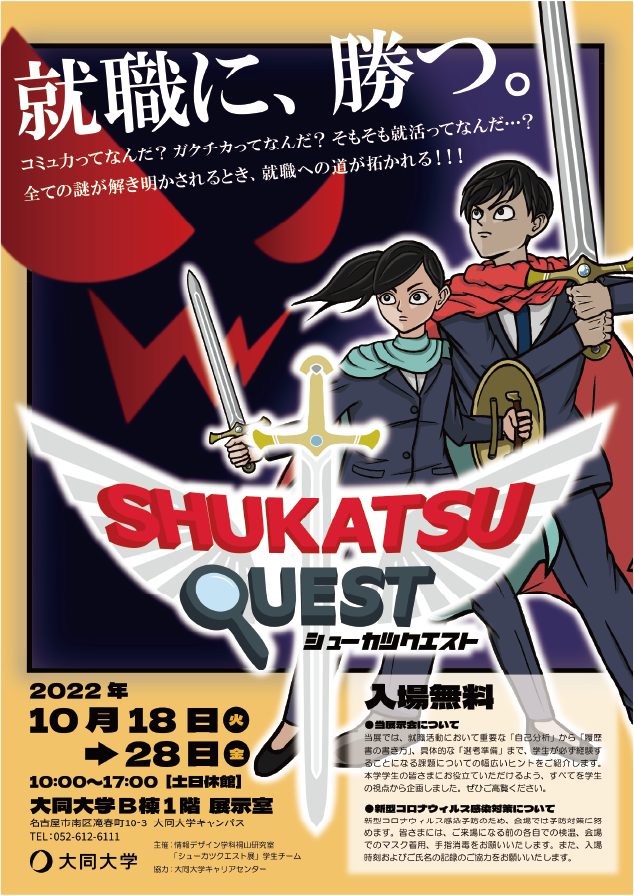 就職に、勝つ。
コミュ力ってなんだ？ガクチカってなんだ？そもそも就活ってなんだ…？
全ての謎が解き明かされるとき、就職への道が拓かれる！！！
SHUKATSU
QUEST
シューカツクエスト
2022年
10月18日火
➡28日金
10:00〜17:00【土日休館】
大同大学B棟1階 展示室
名古屋市南区滝春町10-3 大同大学キャンパス
TEL：052-612-6111
大同大学
主催：情報デザイン学科桐山研究室
「シューカツクエスト展」学生チーム
協力：大同大学キャリアセンター
入場無料
●当展示会について
当展では、就職活動において重要な「自己分析」から「履歴
書の書き方」、具体的な「選考準備」まで、学生が必ず経験す
ることになる課題についての幅広いヒントをご紹介します。
本学学生の皆さまにお役立ていただけるよう、すべてを学生
の視点から企画しました。ぜひご高覧ください。
●新型コロナウィルス感染対策について
新型コロナウィルス感染予防のため、会場では予防対策に努
めます。皆さまには、ご来場になる前の各自での検温、会場
でのマスク着用、手指消毒をお願いいたします。また、入場
時刻およびご氏名の記録のご協力をお願いいたします。